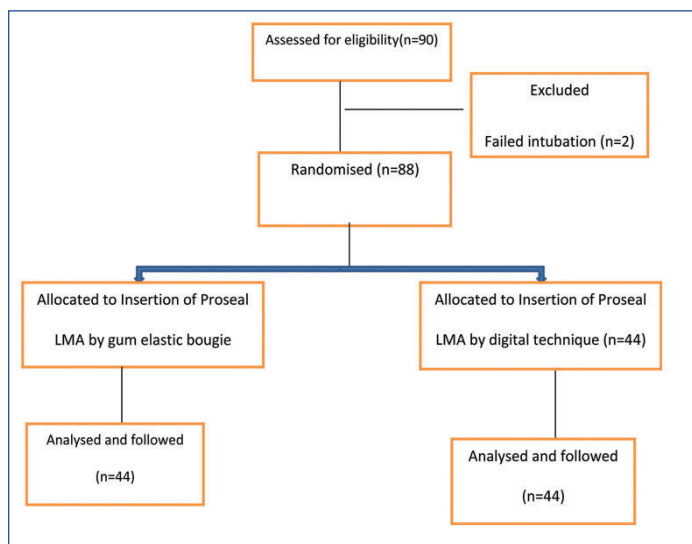 Assessed for eligibility(n=90)
Excluded
Failed intubation (n=2)
Randomised (n=88)
Allocated to Insertion of Proseal
LMA by gum elastic bougie
Allocated to Insertion of Proseal
LMA by digital technique (n=44)
Analysed and followed
(n=44)
Analysed and followed
(n=44)